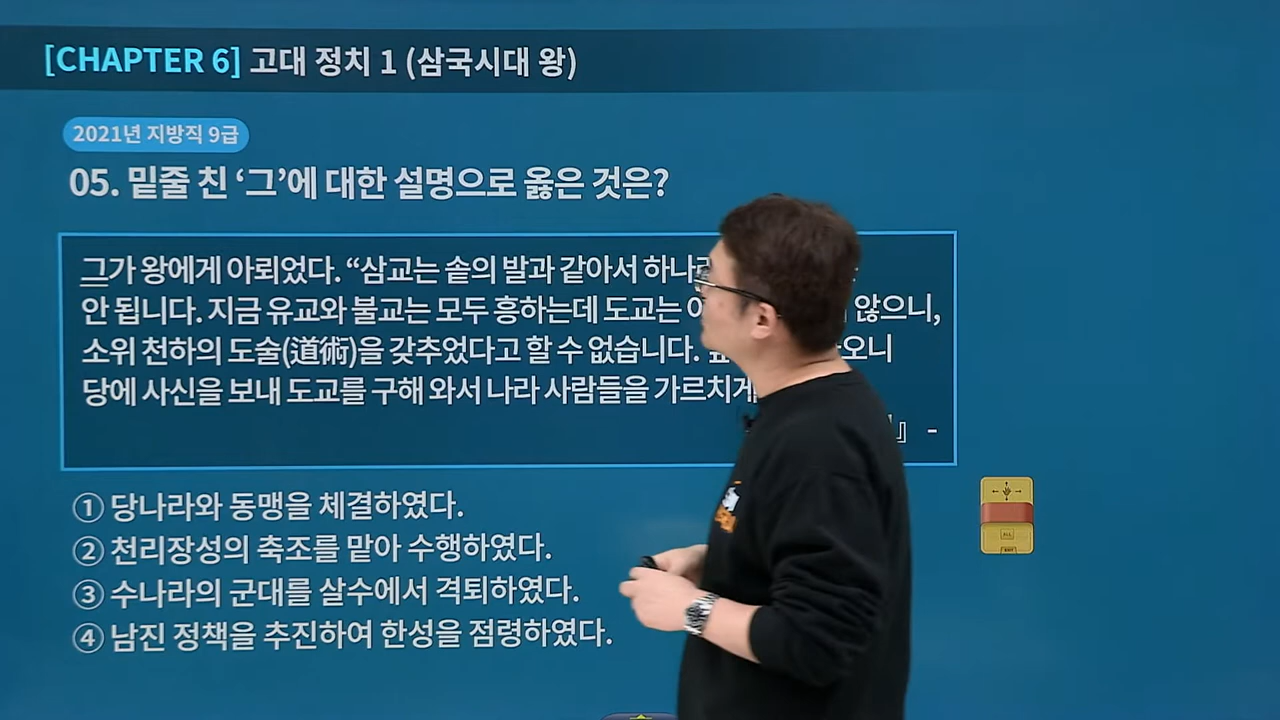 [CHAPTER 6] 고대 정치 1 (삼국시대 왕)
2021년 지방직 9급
05. 밑줄 친 ‘그’에 대한 설명으로 옳은 것은?
그가 왕에게 아뢰었다. “삼교는 솥의 발과 같아서
안 됩니다. 지금 유교와 불교는 모두 흥하는데 도교는 않으니,
소위 천하의 도술(道術)을 갖추었다고 할 수 없습니다.
당에 사신을 보내 도교를 구해 와서 나라 사람들을
』 -
① 당나라와 동맹을 체결하였다.
② 천리장성의 축조를 맡아 수행하였다.
③ 수나라의 군대를 살수에서 격퇴하였다.
④ 남진 정책을 추진하여 한성을 점령하였다.